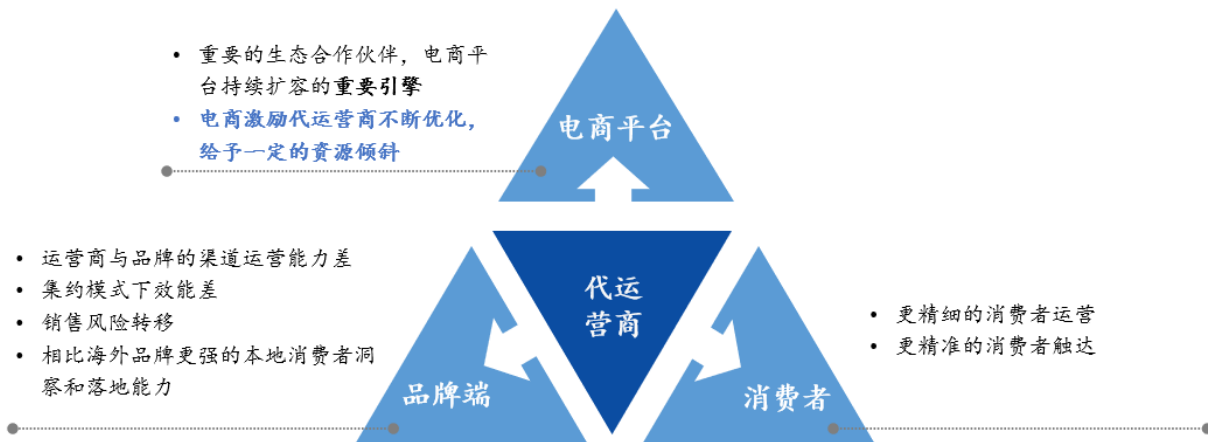 • 重要的生态合作伙伴，电商平
台持续扩容的重要引擎
• 电商激励代运营商不断优化，
给予一定的资源倾斜
电商平台
• 运营商与品牌的渠道运营能力差
• 集约模式下效能差
• 销售风险转移
• 相比海外品牌更强的本地消费者洞
察和落地能力
代运
营商
• 更精细的消费者运营
• 更精准的消费者触达
品牌端
消费者